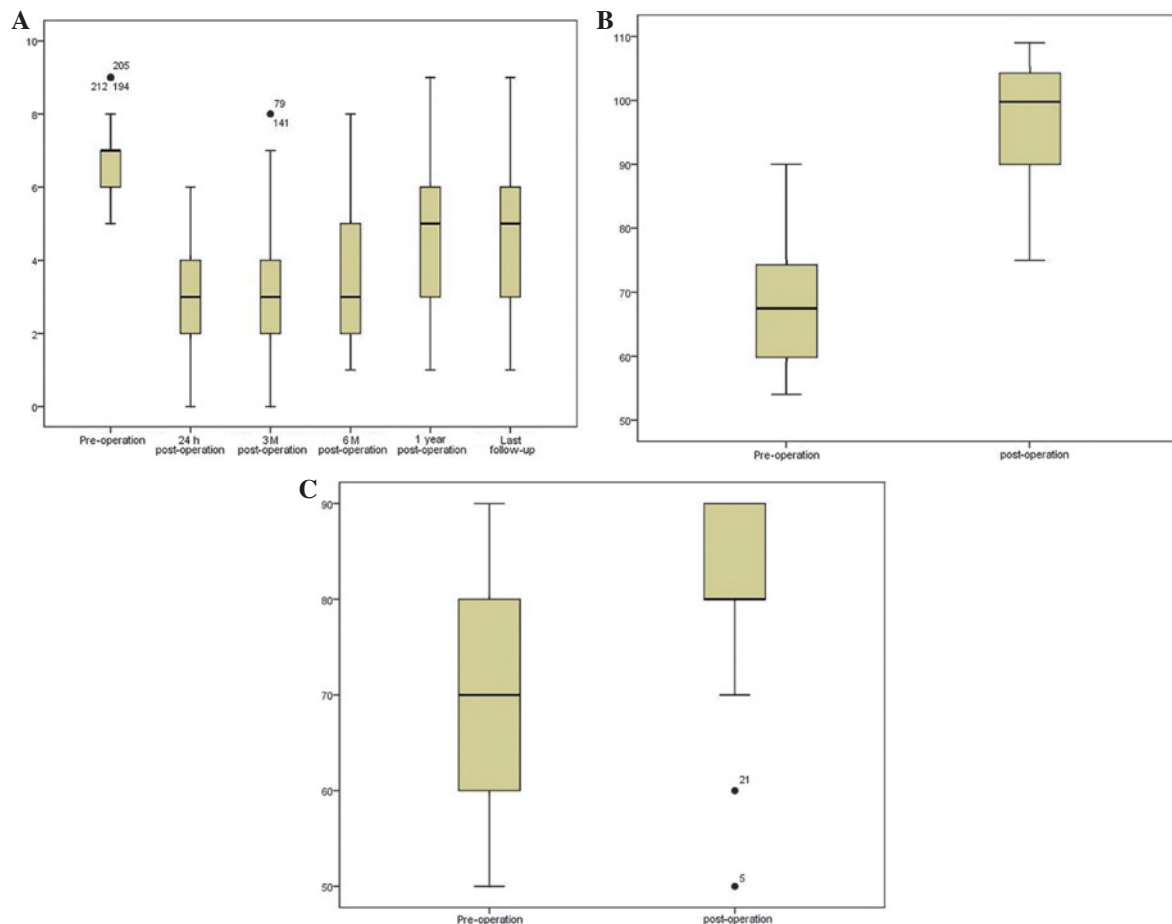 A
10
8
6
4
2
0
205
212 194
79
141
Pre-operation
24 h
post-operation
3M
post-operation
6M
post-operation
1 year
post-operation
Last
follow-up
B
110
100
90
80
70
60
50
Pre-operation
post-operation
C
90
80
70
60
50
21
5
Pre-operation
post-operation